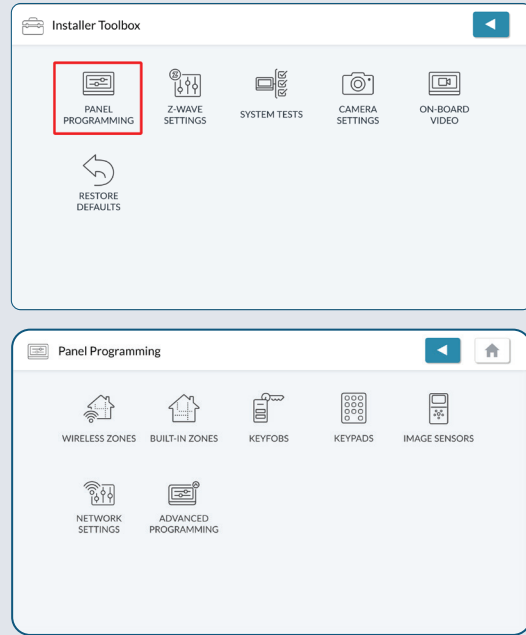 Installer Toolbox
PANEL
PROGRAMMING
Z-WAVE
SETTINGS
SYSTEM TESTS
CAMERA
SETTINGS
ON-BOARD
VIDEO
RESTORE
DEFAULTS
Panel Programming
WIRELESS ZONES
BUILT-IN ZONES
KEYFOBS
KEYPADS
IMAGE SENSORS
NETWORK
SETTINGS
ADVANCED
PROGRAMMING